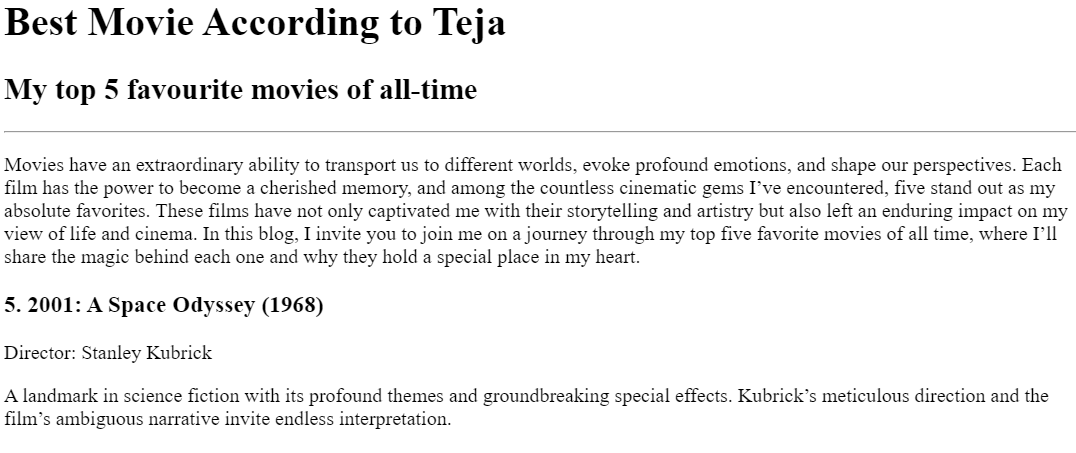 Best Movie According to Teja
My top 5 favourite movies of all-time
Movies have an extraordinary ability to transport us to different worlds, evoke profound emotions, and shape our perspectives. Each
film has the power to become a cherished memory, and among the countless cinematic gems I’ve encountered, five stand out as my
absolute favorites. These films have not only captivated me with their storytelling and artistry but also left an enduring impact on my
view of life and cinema. In this blog, I invite you to join me on a journey through my top five favorite movies of all time, where I’ll
share the magic behind each one and why they hold a special place in my heart.
5. 2001: A Space Odyssey (1968)
Director: Stanley Kubrick
A landmark in science fiction with its profound themes and groundbreaking special effects. Kubrick’s meticulous direction and the
film’s ambiguous narrative invite endless interpretation.